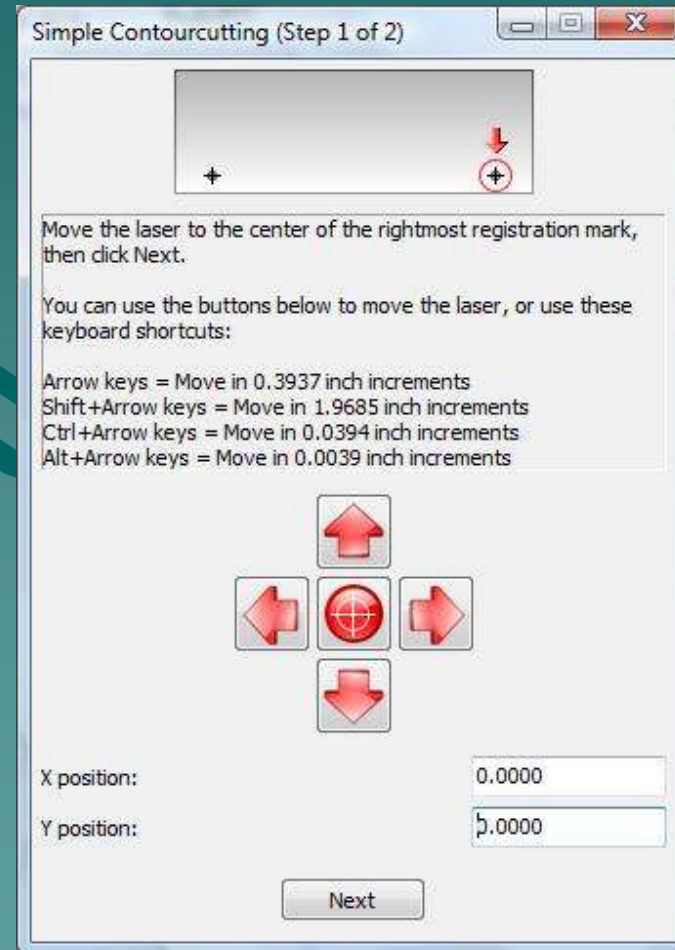 Simple Contourcutting (Step 1 of 2)
Move the laser to the center of the rightmost registration mark,
then click Next.
You can use the buttons below to move the laser, or use these
keyboard shortcuts:
Arrow keys = Move in 0.3937 inch increments
Shift+Arrow keys = Move in 1.9685 inch increments
Ctrl+Arrow keys = Move in 0.0394 inch increments
Alt+Arrow keys = Move in 0.0039 inch increments
X position: 0.0000
Y position: 0.0000
Next